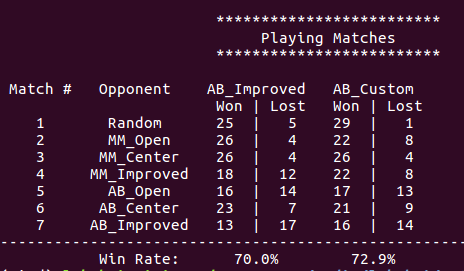 *************************
Playing Matches
*************************
Match # Opponent AB_Improved AB_Custom
Won | Lost Won | Lost
1 Random 25 | 5 29 | 1
2 MM_Open 26 | 4 22 | 8
3 MM_Center 26 | 4 26 | 4
4 MM_Improved 18 | 12 22 | 8
5 AB_Open 16 | 14 17 | 13
6 AB_Center 23 | 7 21 | 9
7 AB_Improved 13 | 17 16 | 14
--------------------------------------------------------------------------
Win Rate: 70.0% 72.9%